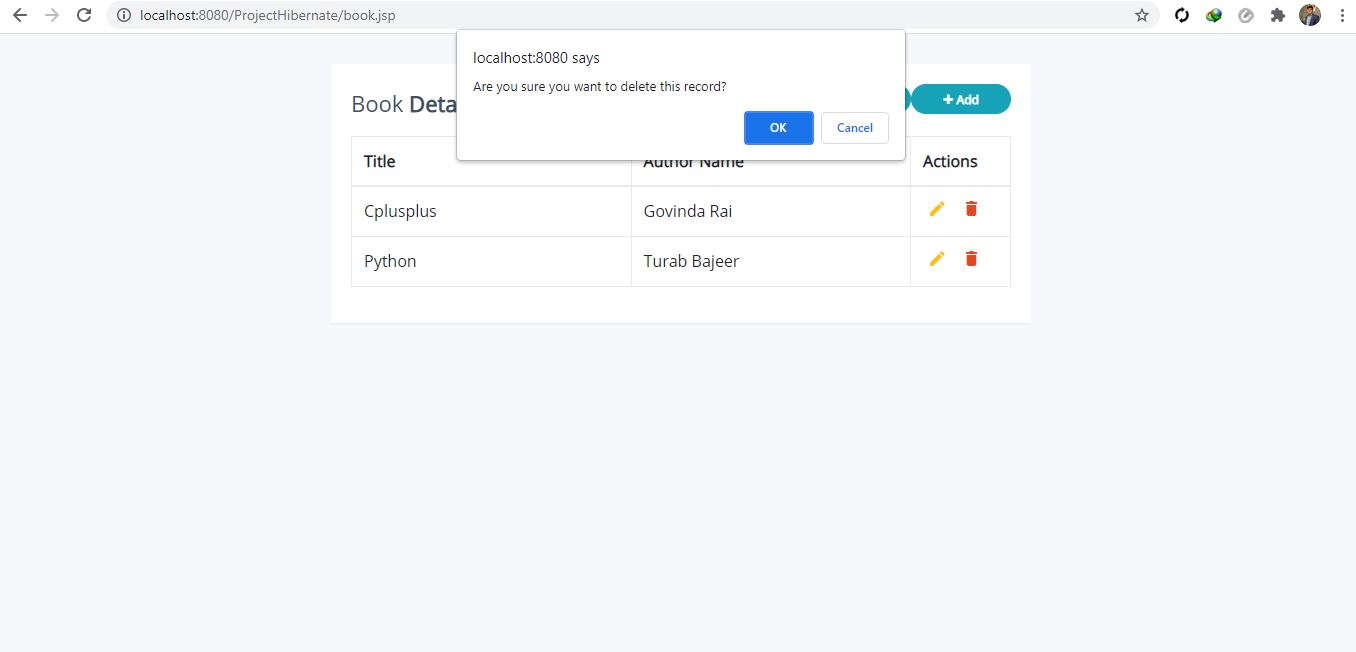 localhost:8080/ProjectHibernate/book.jsp
localhost:8080 says
Are you sure you want to delete this record?
OK Cancel
Book Deta
+ Add
Title Author Name Actions
Cplusplus Govinda Rai
Python Turab Bajeer